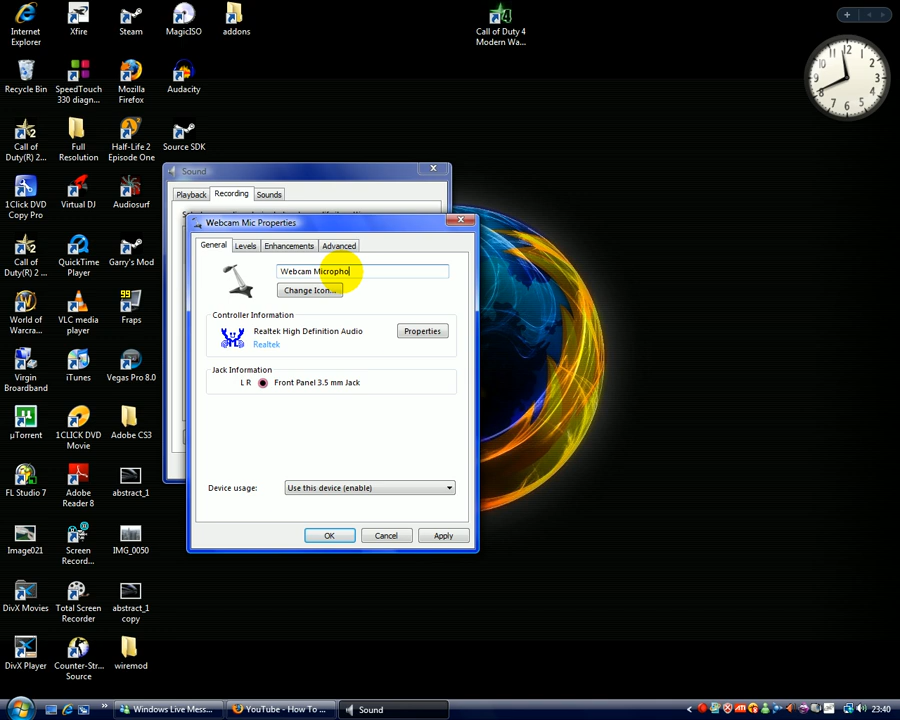 Internet
Explorer
Xfire
Steam
MagicISO
addons
Call of Duty 4
Modern Wa...
Recycle Bin
SpeedTouch
330 diagn...
Mozilla
Firefox
Audacity
Call of
Duty(R) 2...
Full
Resolution
Half-Life 2
Episode One
Source SDK
1Click DVD
Copy Pro
Virtual DJ
Audiosurf
Call of
Duty(R) 2...
QuickTime
Player
Garry's Mod
World of
Warcra...
VLC media
player
Fraps
Virgin
Broadband
iTunes
Vegas Pro 8.0
µTorrent
1CLICK DVD
Movie
Adobe CS3
FL Studio 7
Adobe
Reader 8
abstract_1
Image021
Screen
Record...
IMG_0050
DivX Movies
Total Screen
Recorder
abstract_1
copy
DivX Player
Counter-Str...
Source
wiremod
Sound
Playback
Recording
Sounds
Webcam Mic Properties
General
Levels
Enhancements
Advanced
Webcam Micropho
Change Icon...
Controller Information
Realtek High Definition Audio
Properties
Realtek
Jack Information
L R
Front Panel 3.5 mm Jack
Device usage:
Use this device (enable)
OK
Cancel
Apply
Windows Live Mess...
YouTube - How To ...
Sound
23:40